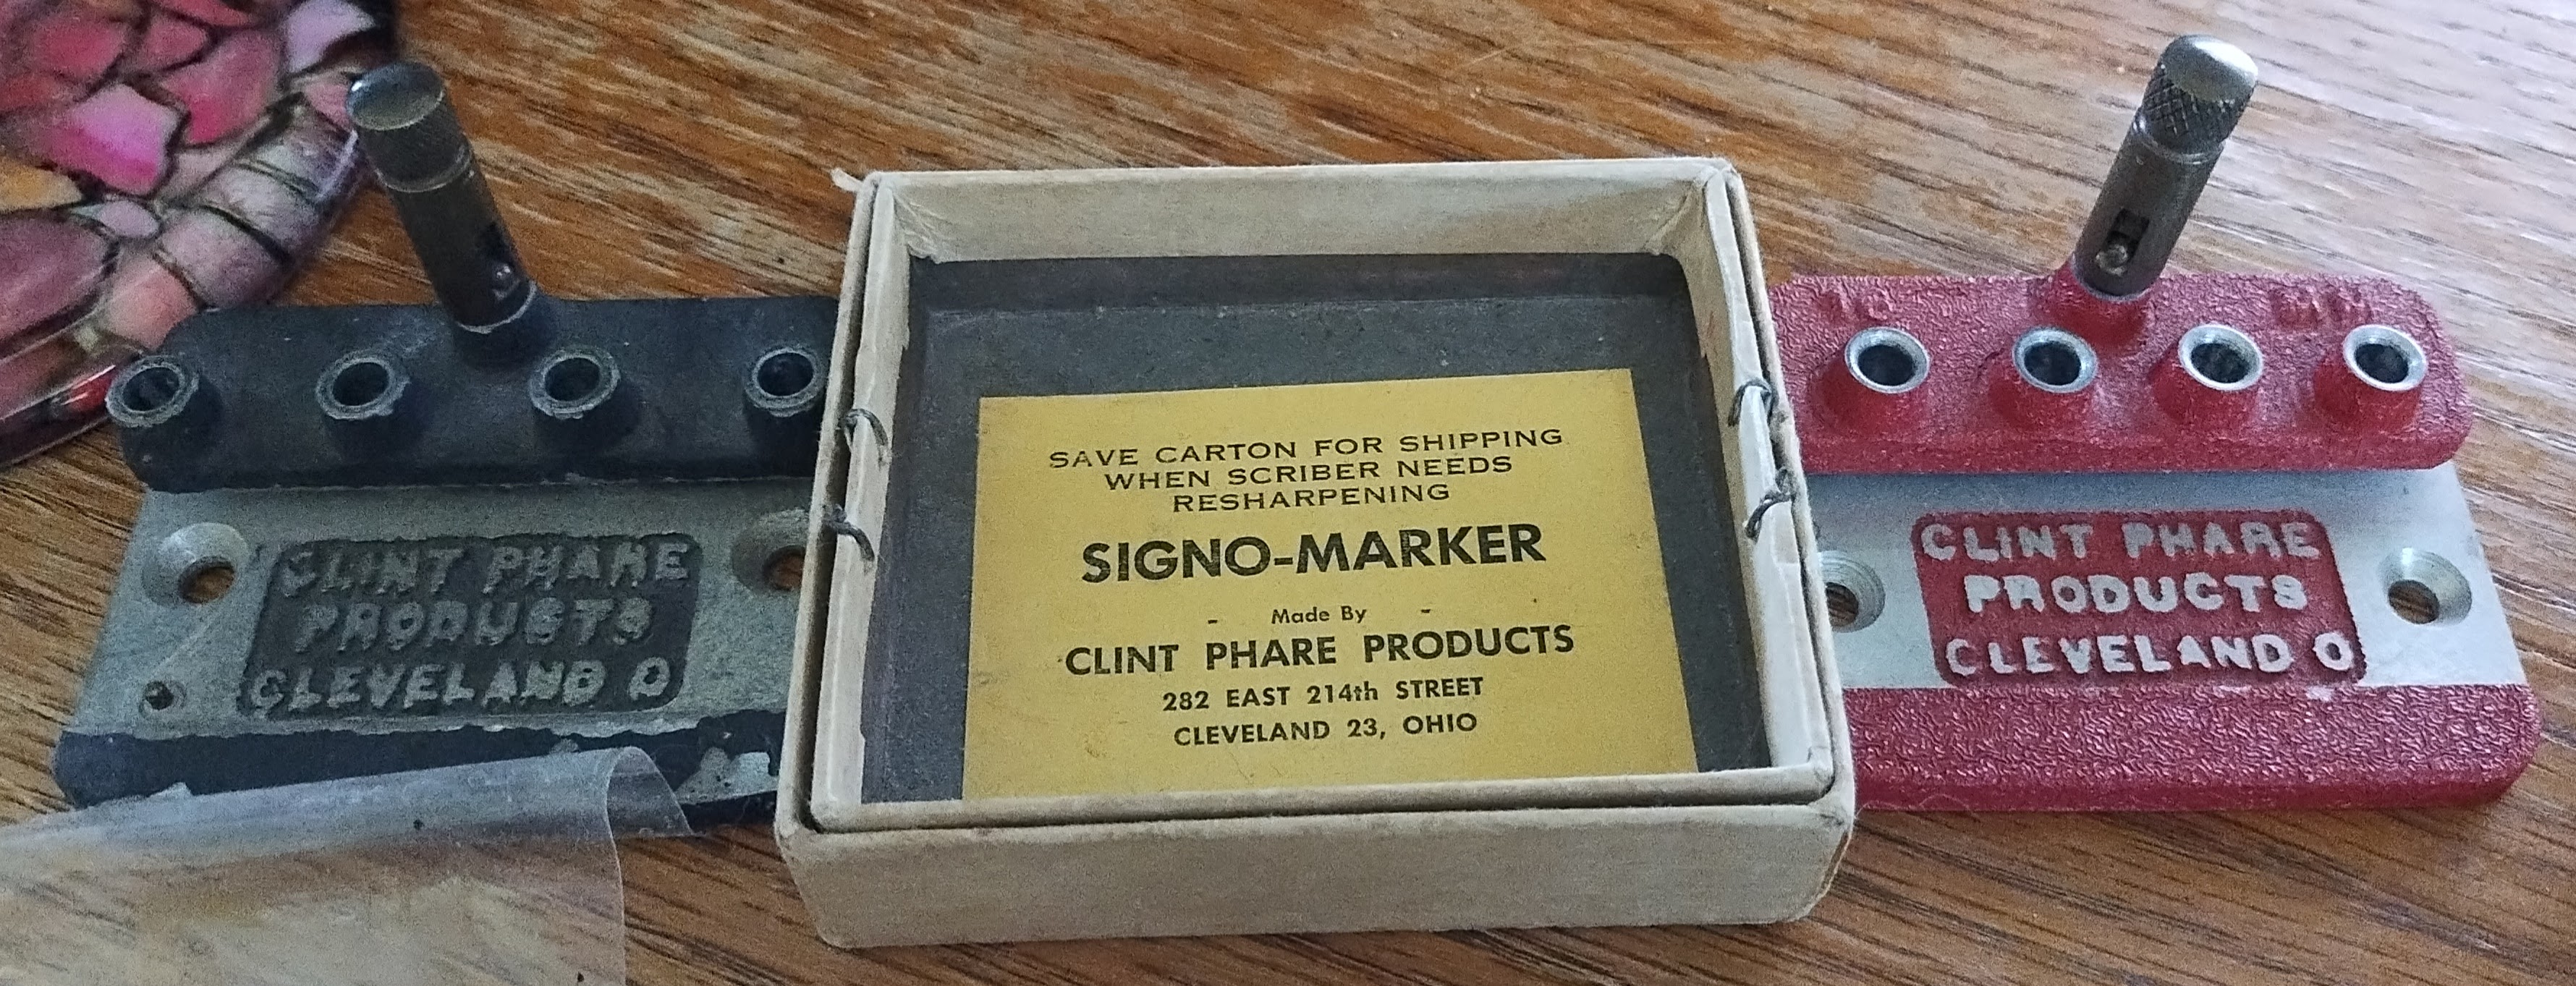 CLINT PHARE
PRODUCTS
CLEVELAND O
SAVE CARTON FOR SHIPPING
WHEN SCRIBER NEEDS
RESHARPENING
SIGNO-MARKER
- Made By -
CLINT PHARE PRODUCTS
282 EAST 214th STREET
CLEVELAND 23, OHIO
CLINT PHARE
PRODUCTS
CLEVELAND O